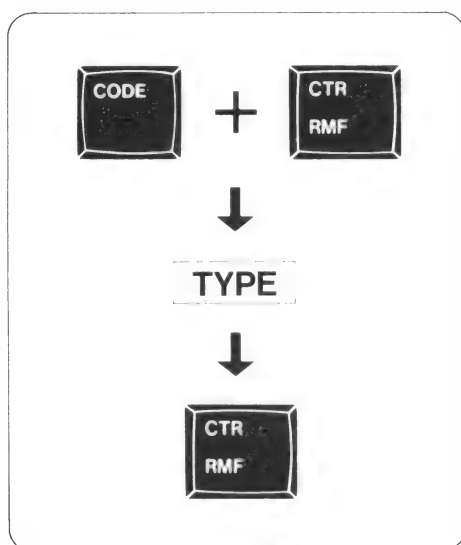 CODE
+
CTR
RMF
TYPE
CTR
RMF